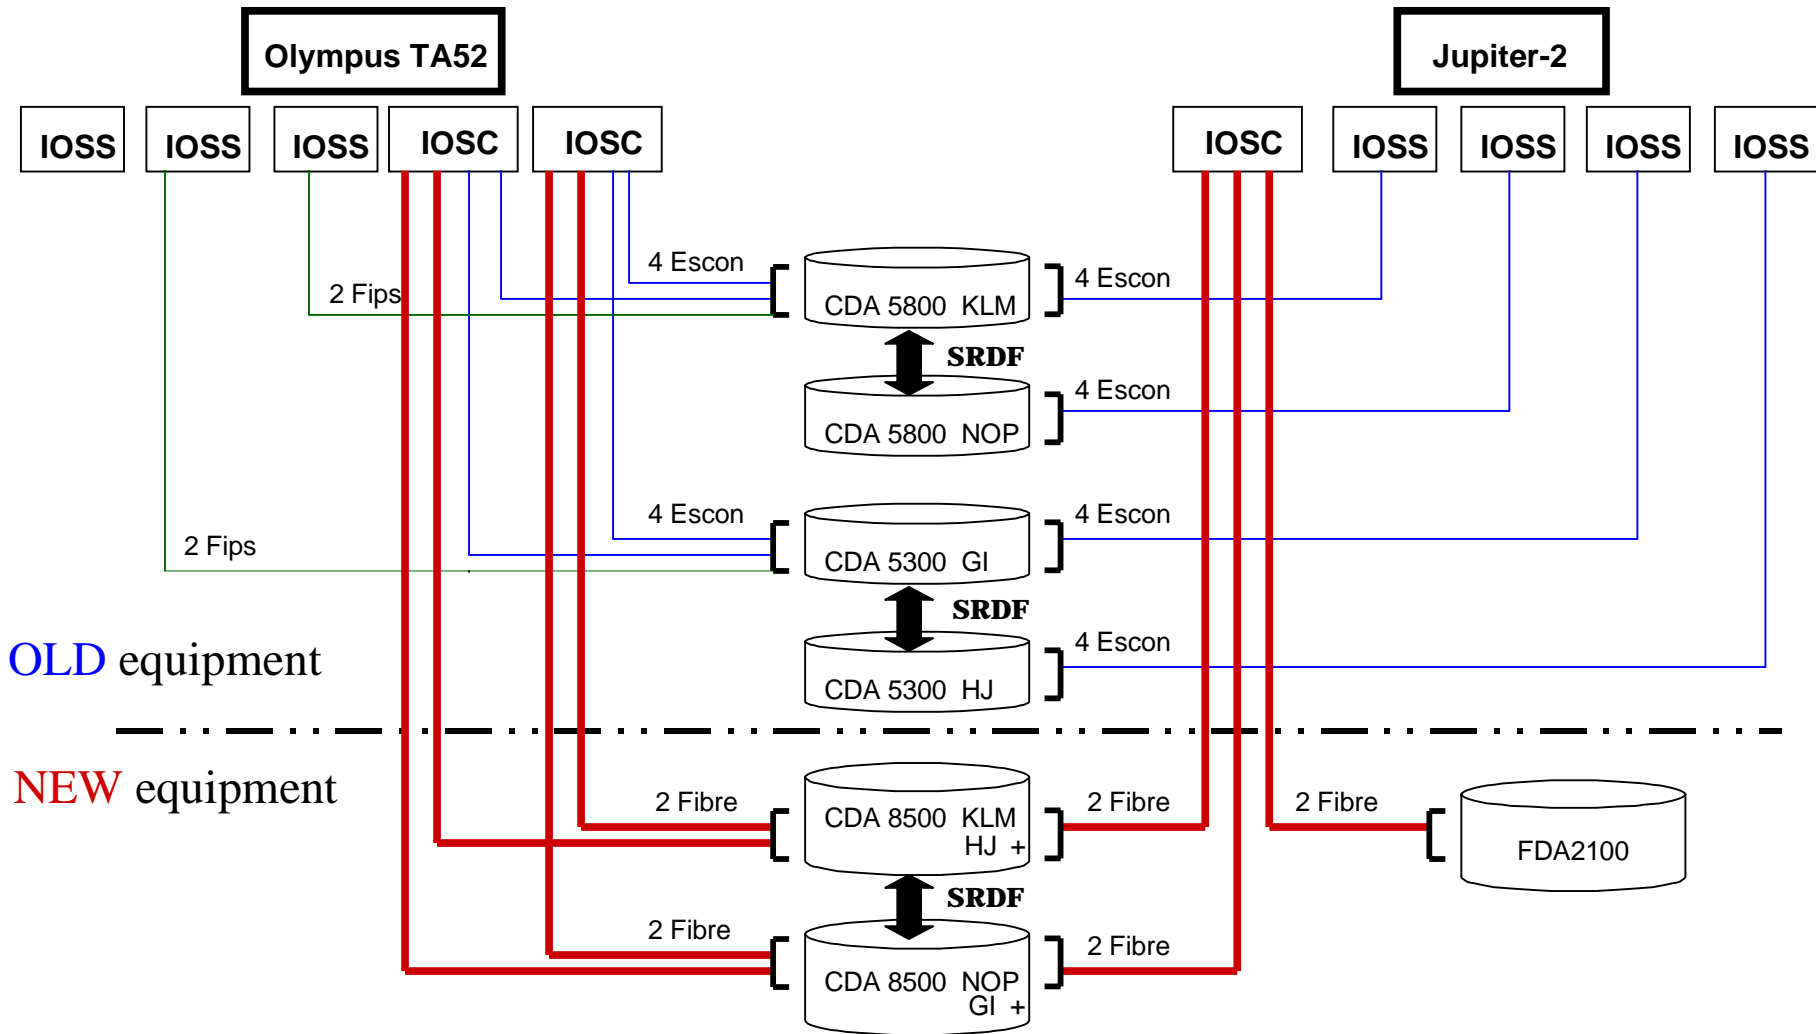 Olympus TA52
Jupiter-2
IOSS
IOSS
IOSS
IOSC
IOSC
IOSC
IOSS
IOSS
IOSS
IOSS
4 Escon
2 Fips
CDA 5800 KLM
4 Escon
SRDF
CDA 5800 NOP
4 Escon
4 Escon
2 Fips
CDA 5300 GI
4 Escon
SRDF
CDA 5300 HJ
4 Escon
OLD equipment
NEW equipment
2 Fibre
CDA 8500 KLM
HJ +
2 Fibre
2 Fibre
FDA2100
SRDF
2 Fibre
CDA 8500 NOP
GI +
2 Fibre